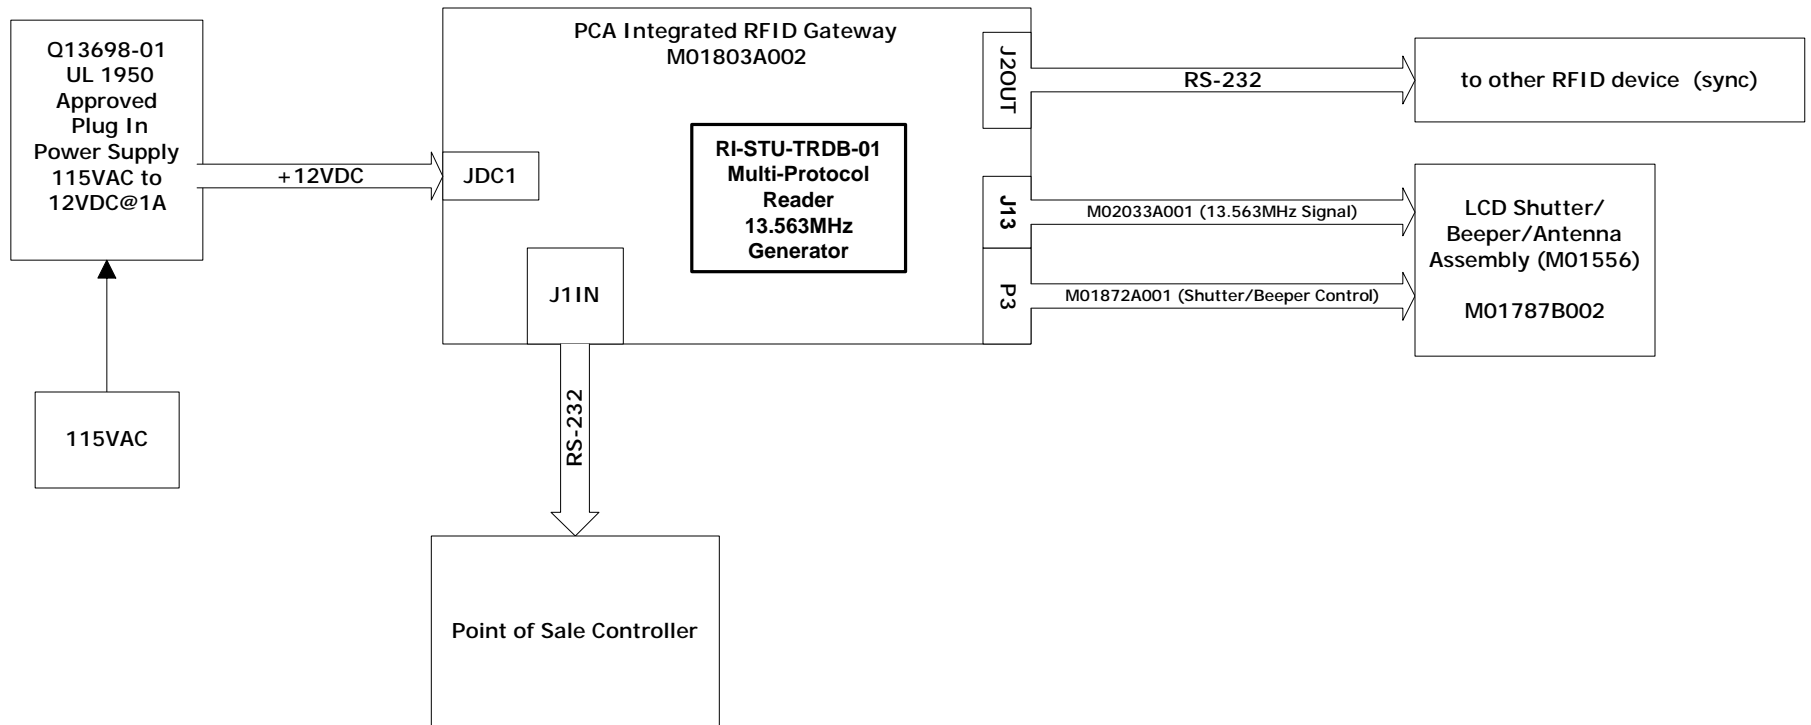 Q13698-01
UL 1950
Approved
Plug In
Power Supply
115VAC to
12VDC@1A
115VAC
+12VDC
PCA Integrated RFID Gateway
M01803A002
JDC1
RI-STU-TRDB-01
Multi-Protocol
Reader
13.563MHz
Generator
J1IN
J2OUT
J13
P3
RS-232
to other RFID device (sync)
M02033A001 (13.563MHz Signal)
M01872A001 (Shutter/Beeper Control)
LCD Shutter/
Beeper/Antenna
Assembly (M01556)
M01787B002
RS-232
Point of Sale Controller